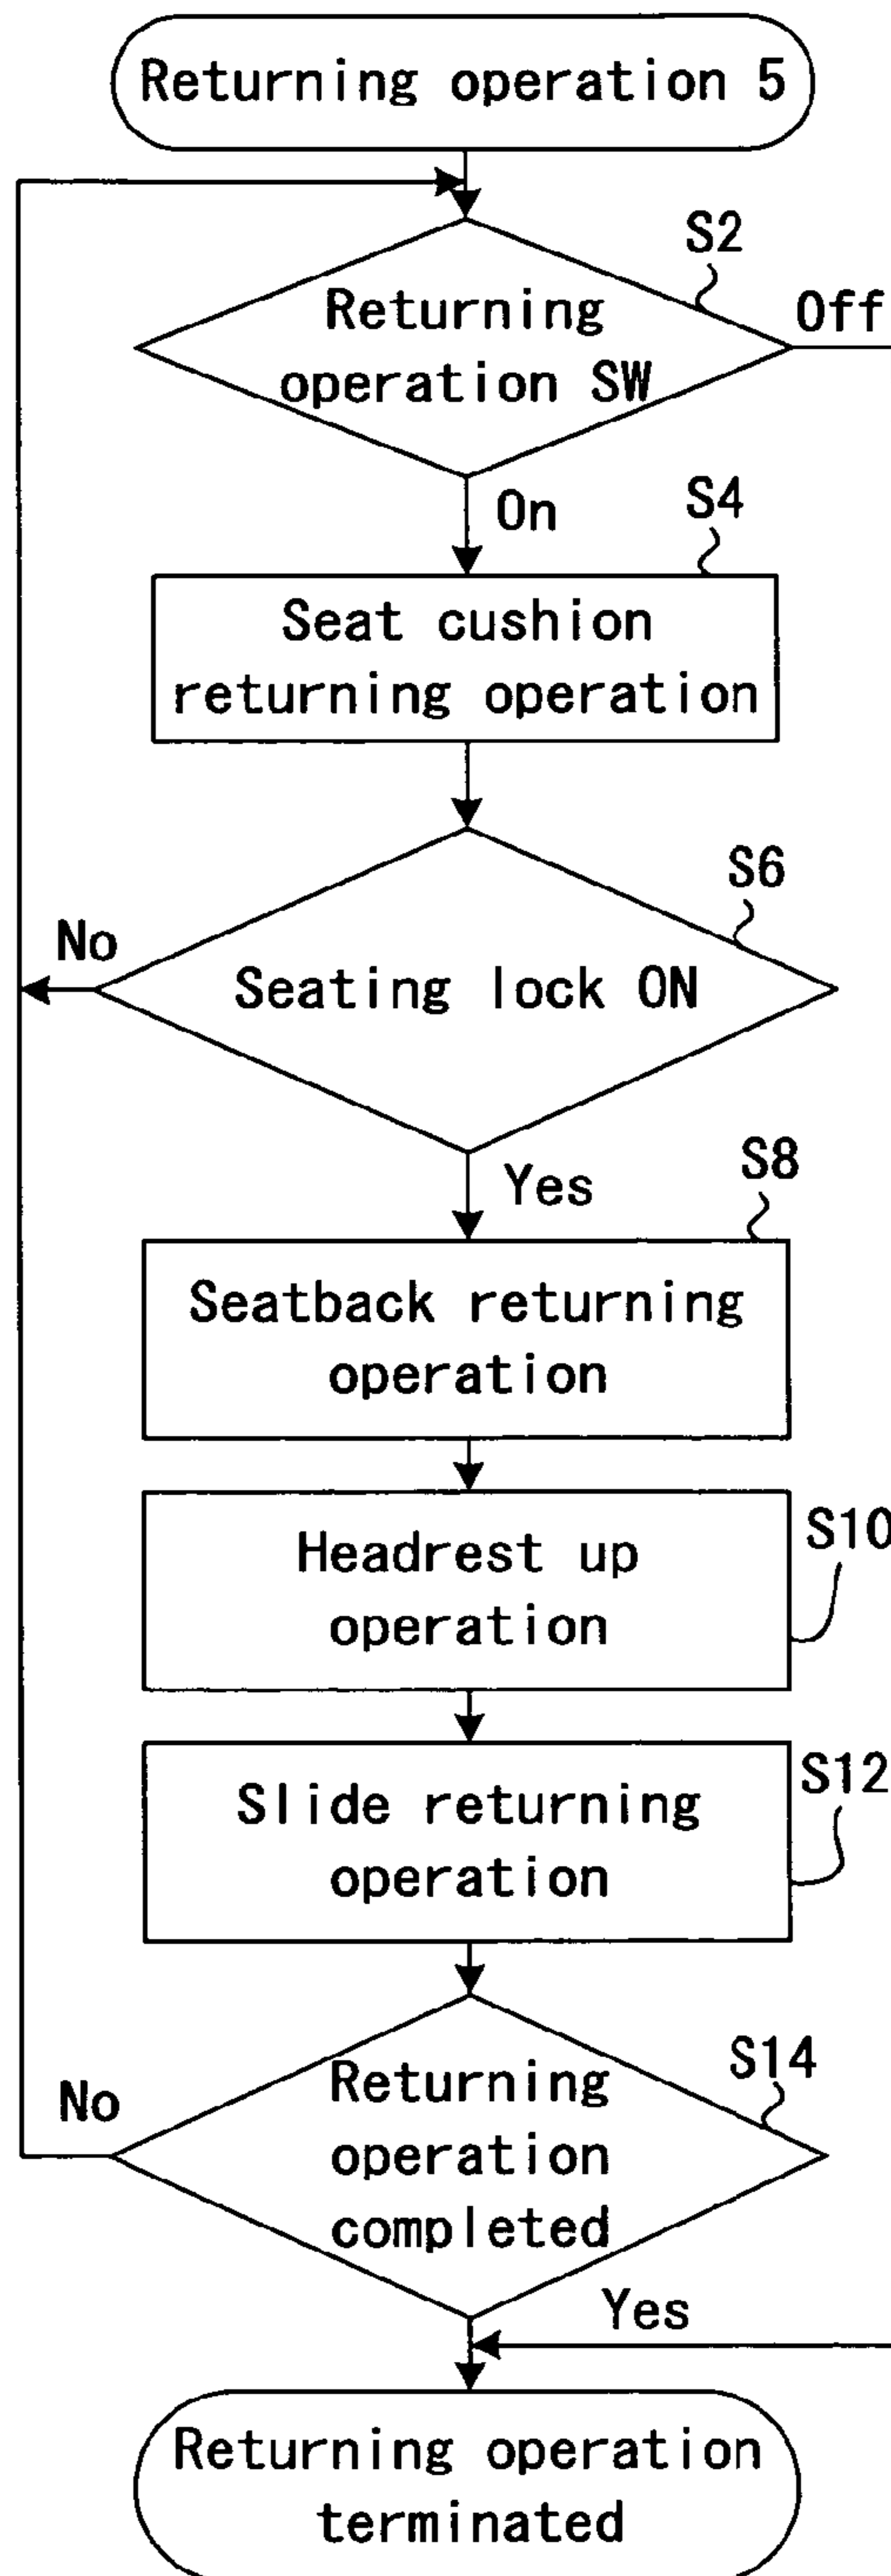 Returning operation 5
S2
Returning
operation SW
Off
On
S4
Seat cushion
returning operation
S6
No
Seating lock ON
Yes
S8
Seatback returning
operation
S10
Headrest up
operation
S12
Slide returning
operation
S14
No
Returning
operation
completed
Yes
Returning operation
terminated